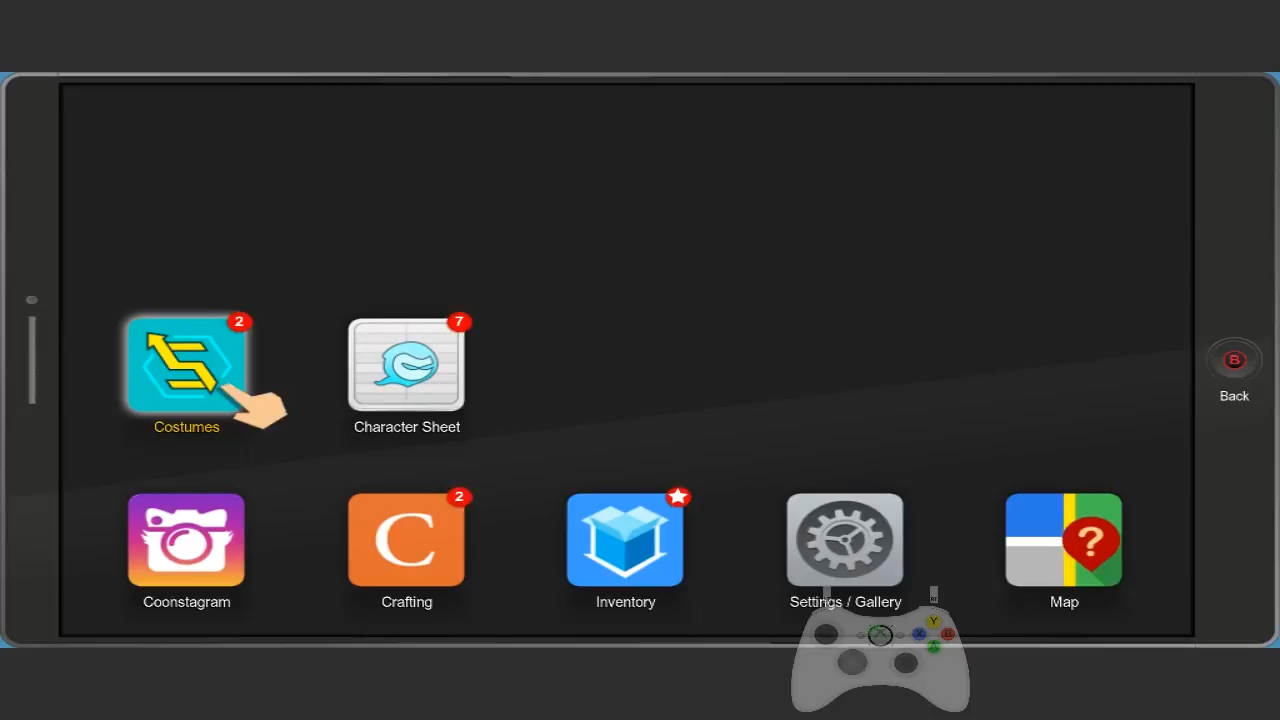 2
7
Costumes
Character Sheet
B
Back
2
C
?
Coonstagram
Crafting
Inventory
Settings / Gallery
Map
Y
X
B
A